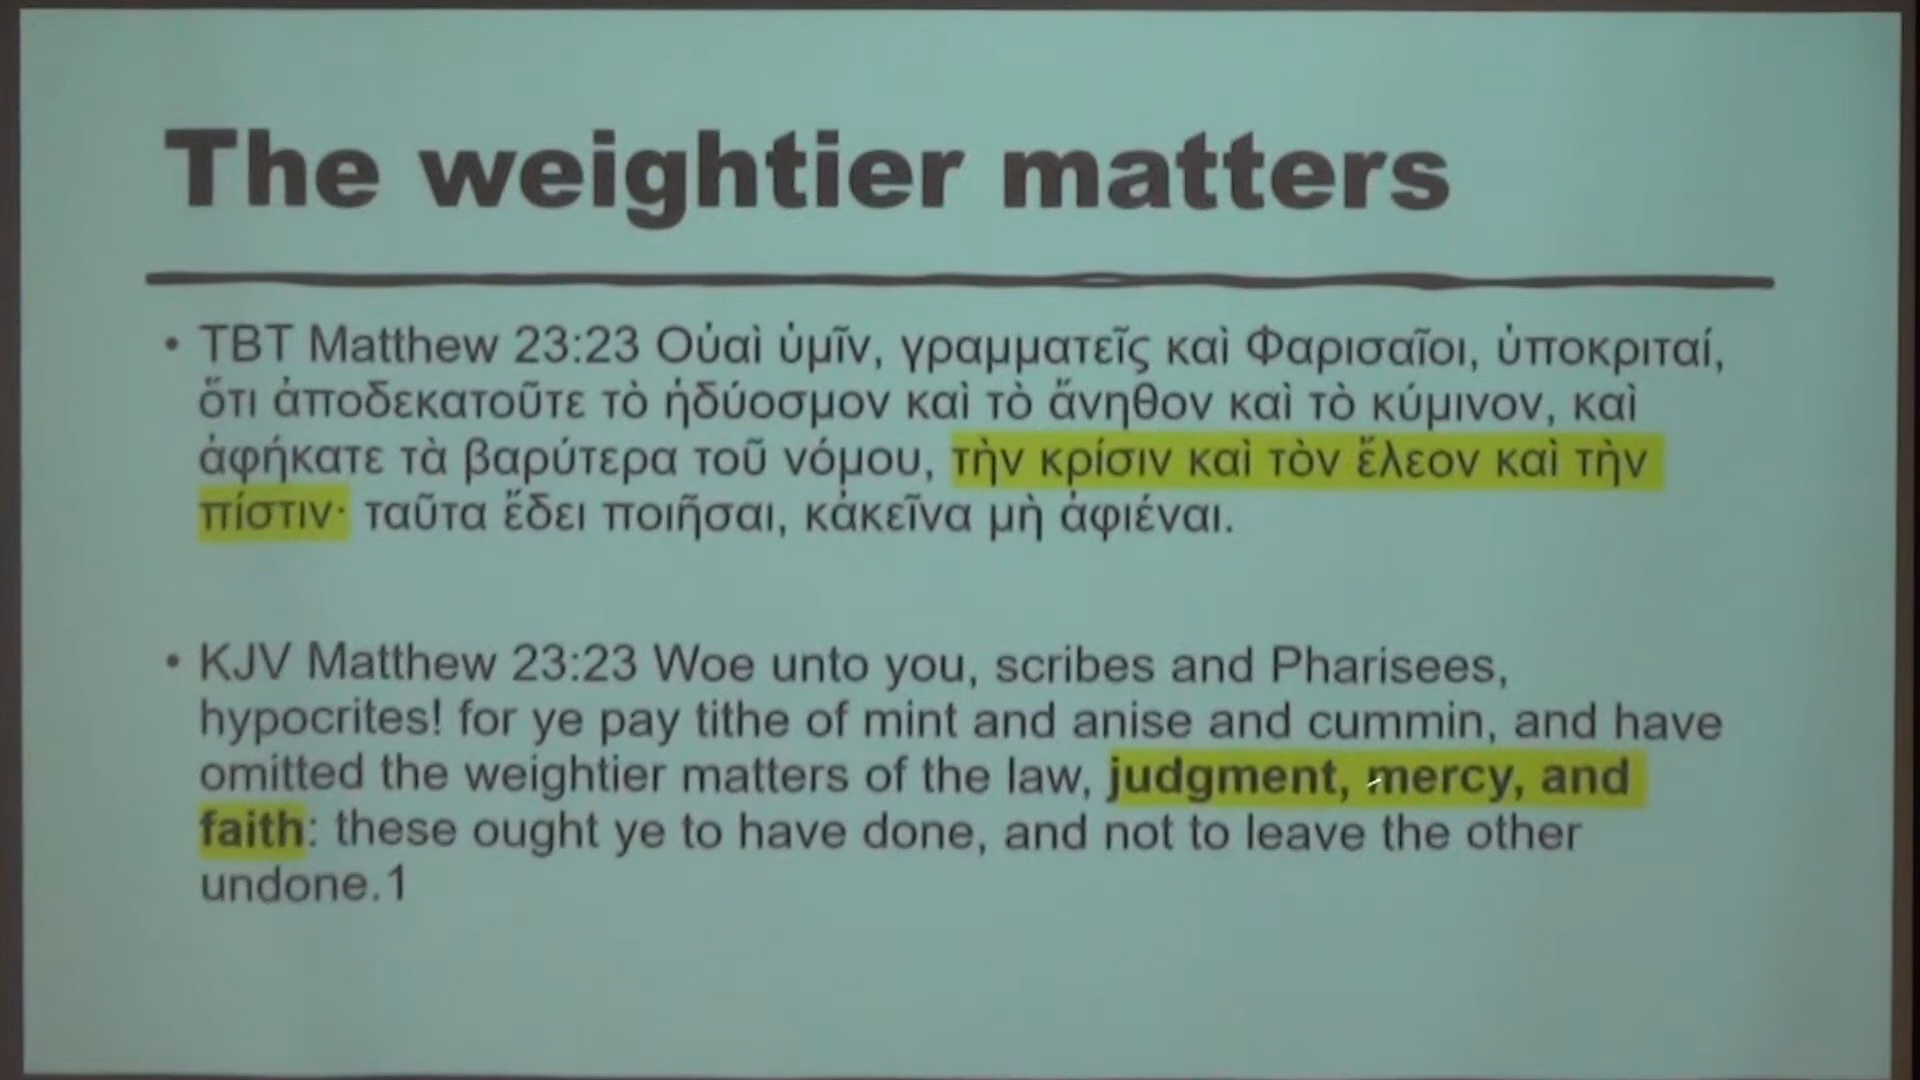 The weightier matters
• TBT Matthew 23:23 Οὐαὶ ὑμῖν, γραμματεῖς καὶ Φαρισαῖοι, ὑποκριταί,
ὅτι ἀποδεκατοῦτε τὸ ἡδύοσμον καὶ τὸ ἄνηθον καὶ τὸ κύμινον, καὶ
ἀφήκατε τὰ βαρύτερα τοῦ νόμου, τὴν κρίσιν καὶ τὸν ἔλεον καὶ τὴν
πίστιν· ταῦτα ἔδει ποιῆσαι, κἀκεῖνα μὴ ἀφιέναι.
• KJV Matthew 23:23 Woe unto you, scribes and Pharisees,
hypocrites! for ye pay tithe of mint and anise and cummin, and have
omitted the weightier matters of the law, judgment, mercy, and
faith: these ought ye to have done, and not to leave the other
undone.1